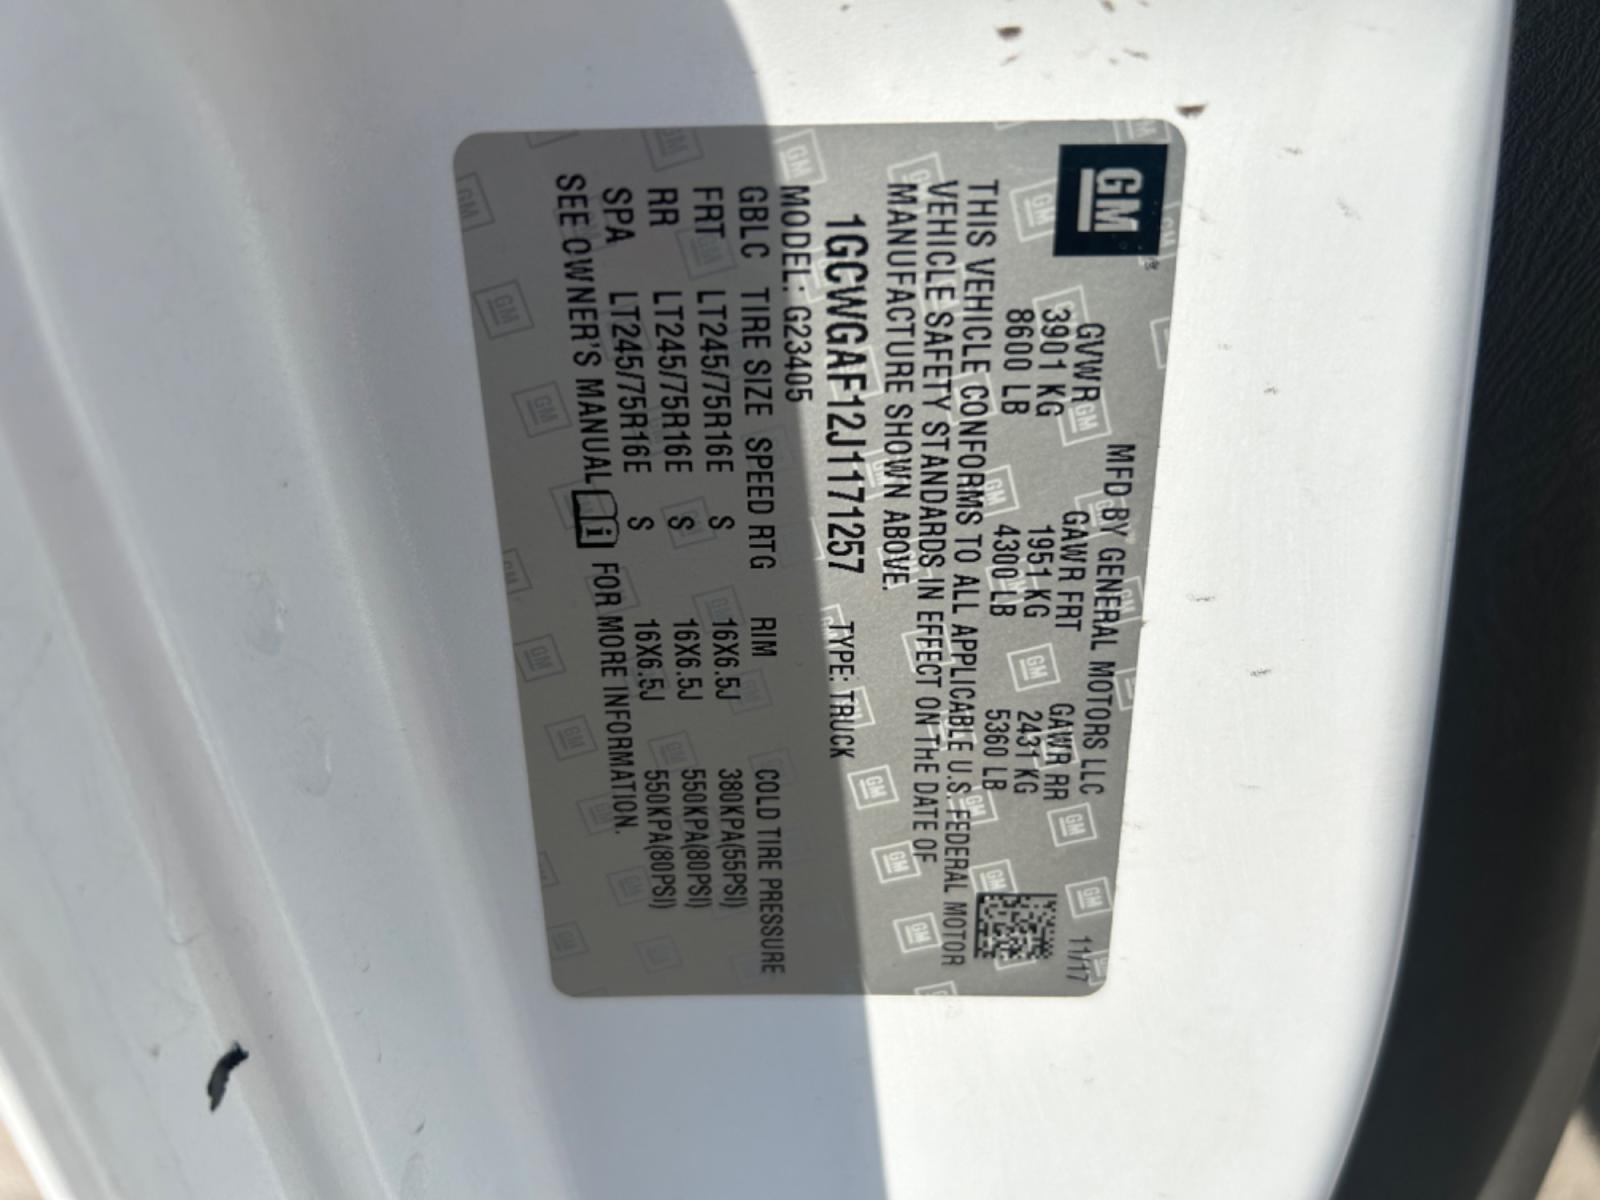 GM
MFD BY GENERAL MOTORS LLC 11/17
GVWR GAWR FRT GAWR RR
3901 KG 1951 KG 2431 KG
8600 LB 4300 LB 5360 LB
THIS VEHICLE CONFORMS TO ALL APPLICABLE U.S. FEDERAL MOTOR
VEHICLE SAFETY STANDARDS IN EFFECT ON THE DATE OF
MANUFACTURE SHOWN ABOVE.
1GCWGAF12J1171257 TYPE: TRUCK
MODEL: G23405
GBLC TIRE SIZE SPEED RTG RIM COLD TIRE PRESSURE
FRT LT245/75R16E S 16X6.5J 380KPA(55PSI)
RR LT245/75R16E S 16X6.5J 550KPA(80PSI)
SPA LT245/75R16E S 16X6.5J 550KPA(80PSI)
SEE OWNER'S MANUAL i FOR MORE INFORMATION.